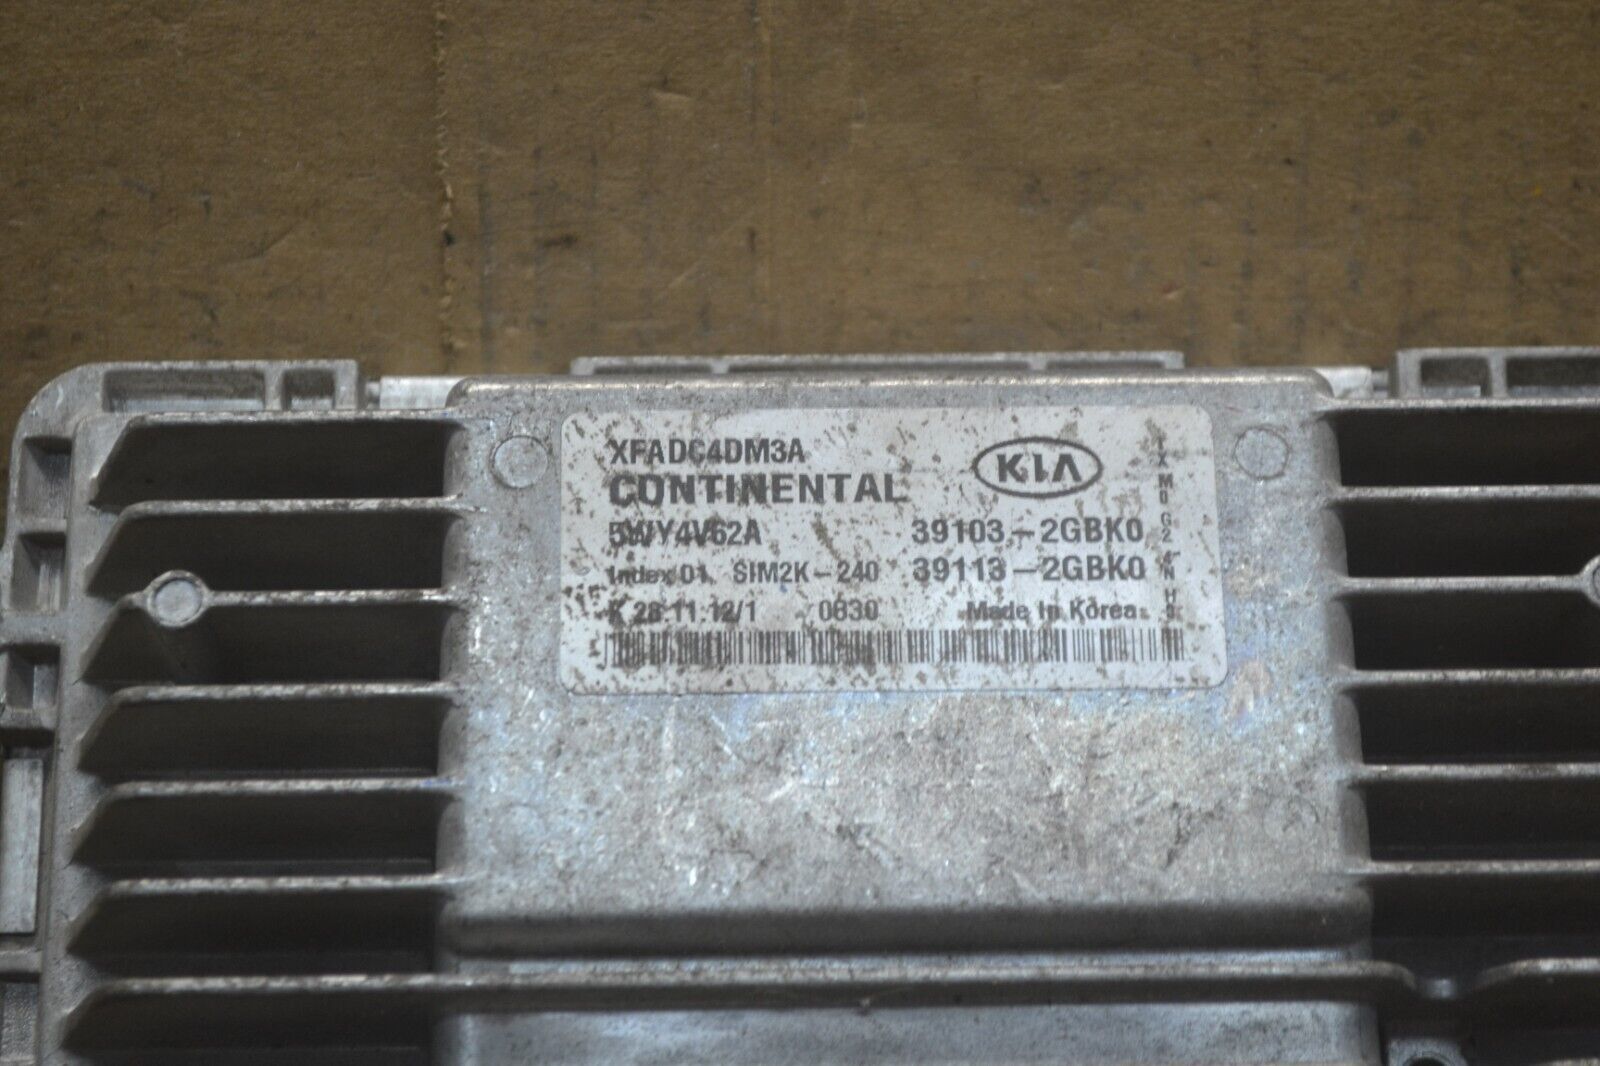 XFADC4DM3A
KIA
CONTINENTAL
5WY4V62A 39103-2GBK0
Index 01 SIM2K-240 39113-2GBK0
K 28.11.12/1 0830 Made in Korea